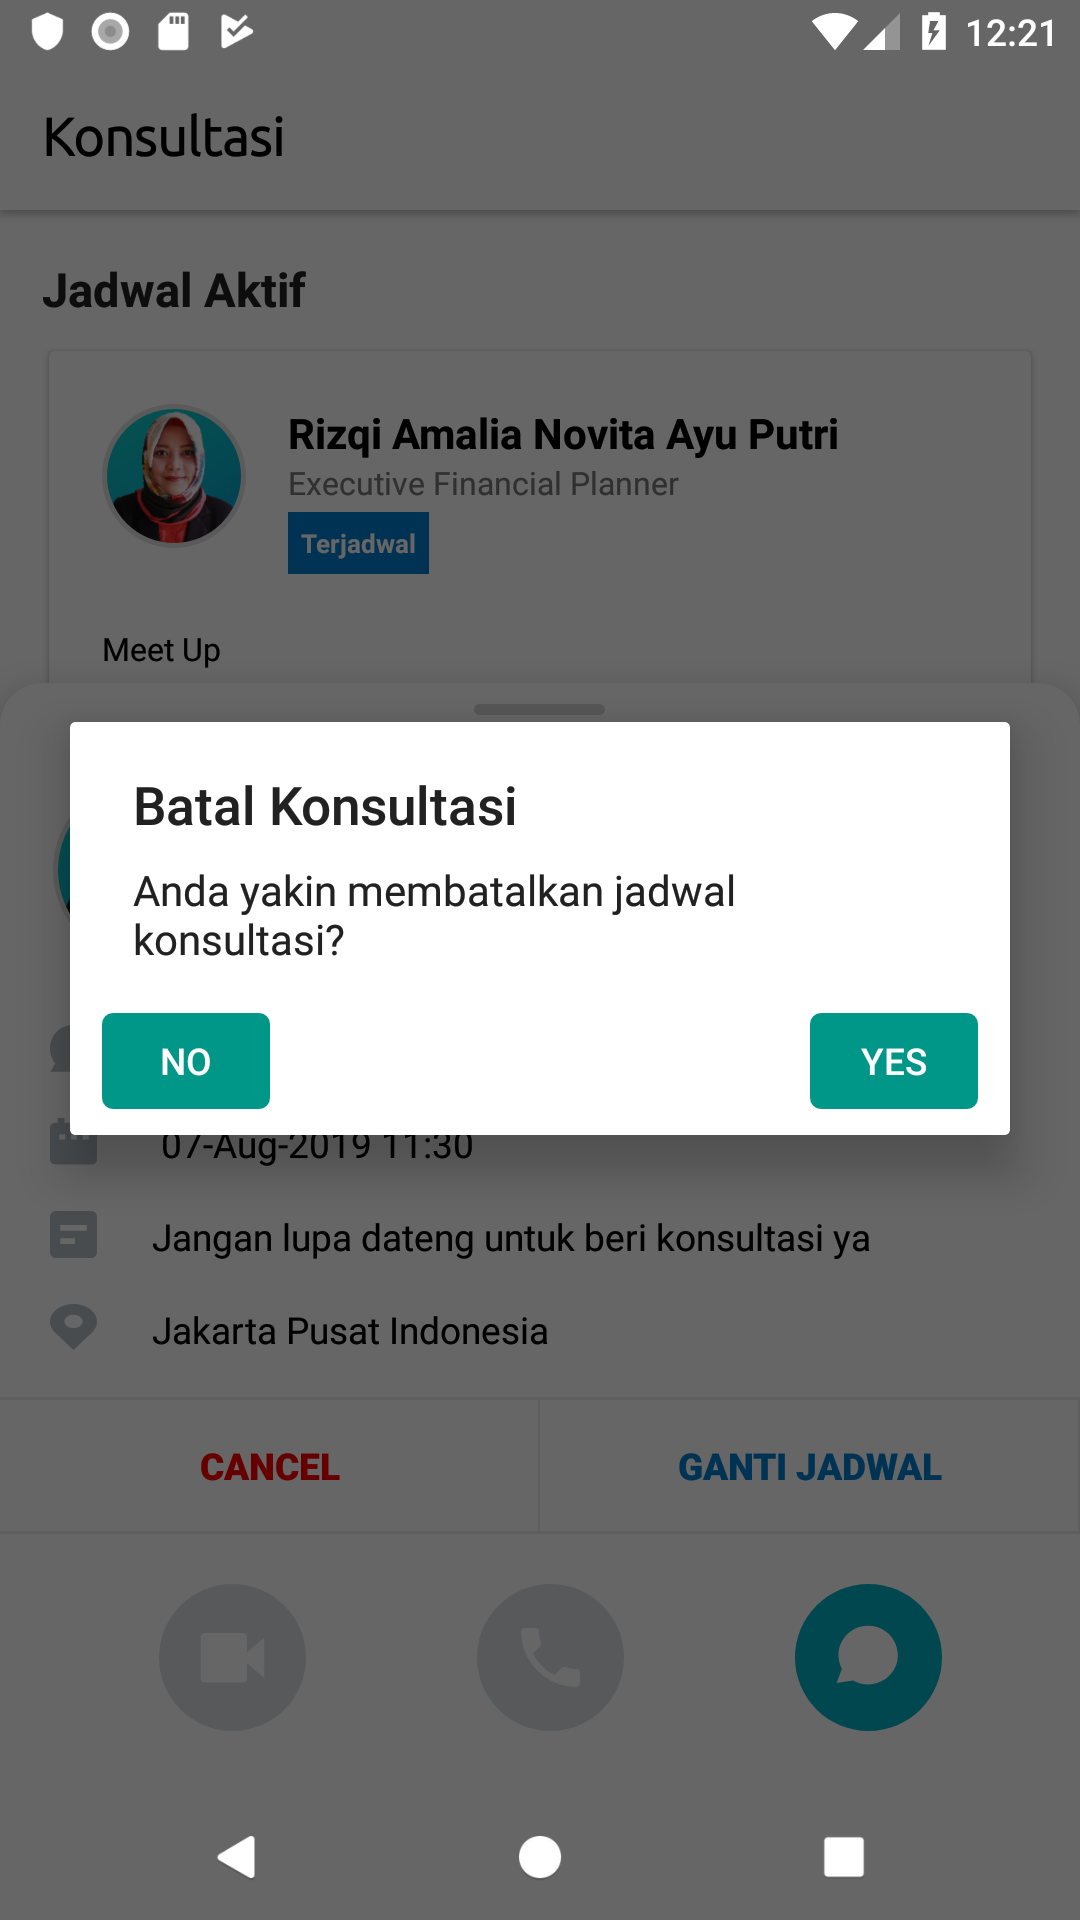 12:21
Konsultasi
Jadwal Aktif
Rizqi Amalia Novita Ayu Putri
Executive Financial Planner
Terjadwal
Meet Up
Batal Konsultasi
Anda yakin membatalkan jadwal
konsultasi?
NO
YES
07-Aug-2019 11:30
Jangan lupa dateng untuk beri konsultasi ya
Jakarta Pusat Indonesia
CANCEL
GANTI JADWAL